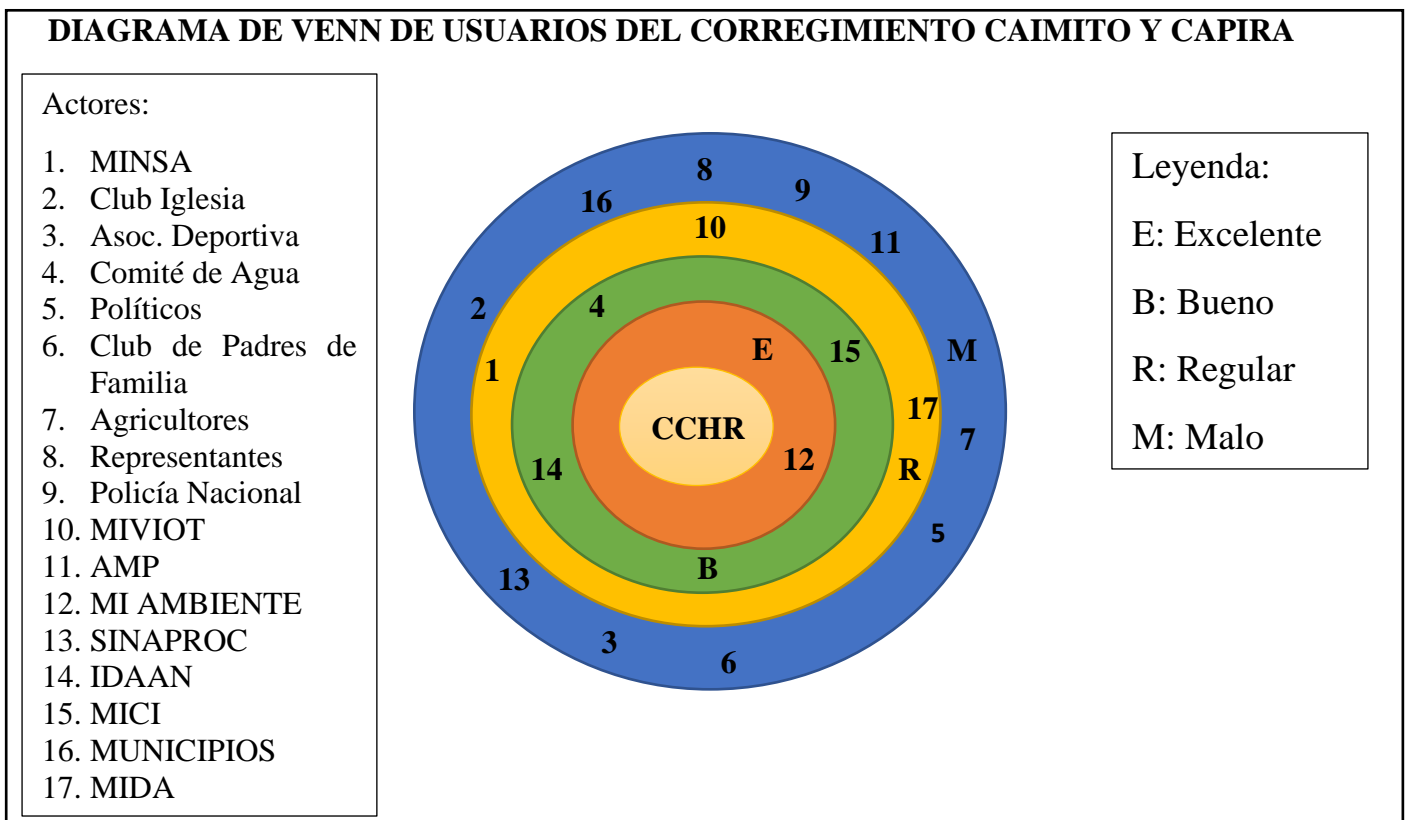 DIAGRAMA DE VENN DE USUARIOS DEL CORREGIMIENTO CAIMITO Y CAPIRA
Actores:
1. MINSA
2. Club Iglesia
3. Asoc. Deportiva
4. Comité de Agua
5. Políticos
6. Club de Padres de
Familia
7. Agricultores
8. Representantes
9. Policía Nacional
10. MIVIOT
11. AMP
12. MI AMBIENTE
13. SINAPROC
14. IDAAN
15. MICI
16. MUNICIPIOS
17. MIDA
8
9
16
10
11
2
4
E
15
M
1
17
CCHR
7
12
14
R
5
B
13
3
6
Leyenda:
E: Excelente
B: Bueno
R: Regular
M: Malo